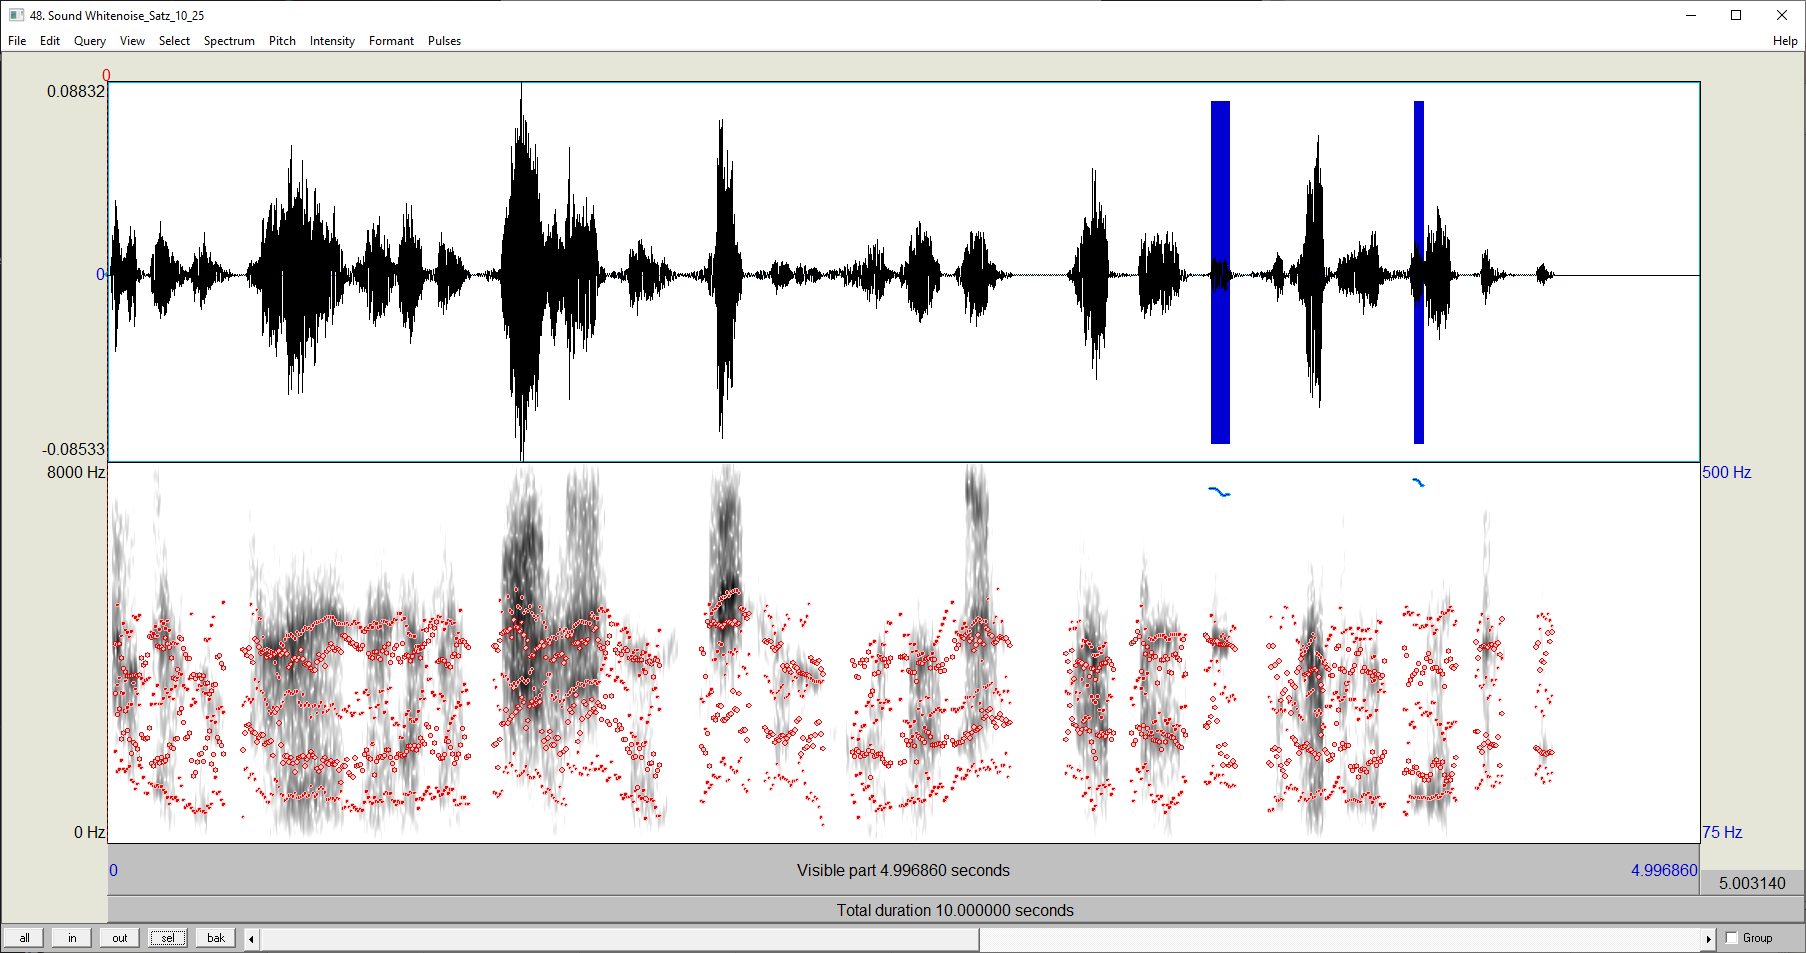 48. Sound Whitenoise_Satz_10_25
File Edit Query View Select Spectrum Pitch Intensity Formant Pulses Help
0
0.08832
0
-0.08533
8000 Hz 500 Hz
0 Hz 75 Hz
0 Visible part 4.996860 seconds 4.996860
5.003140
Total duration 10.000000 seconds
all in out sel bak Group